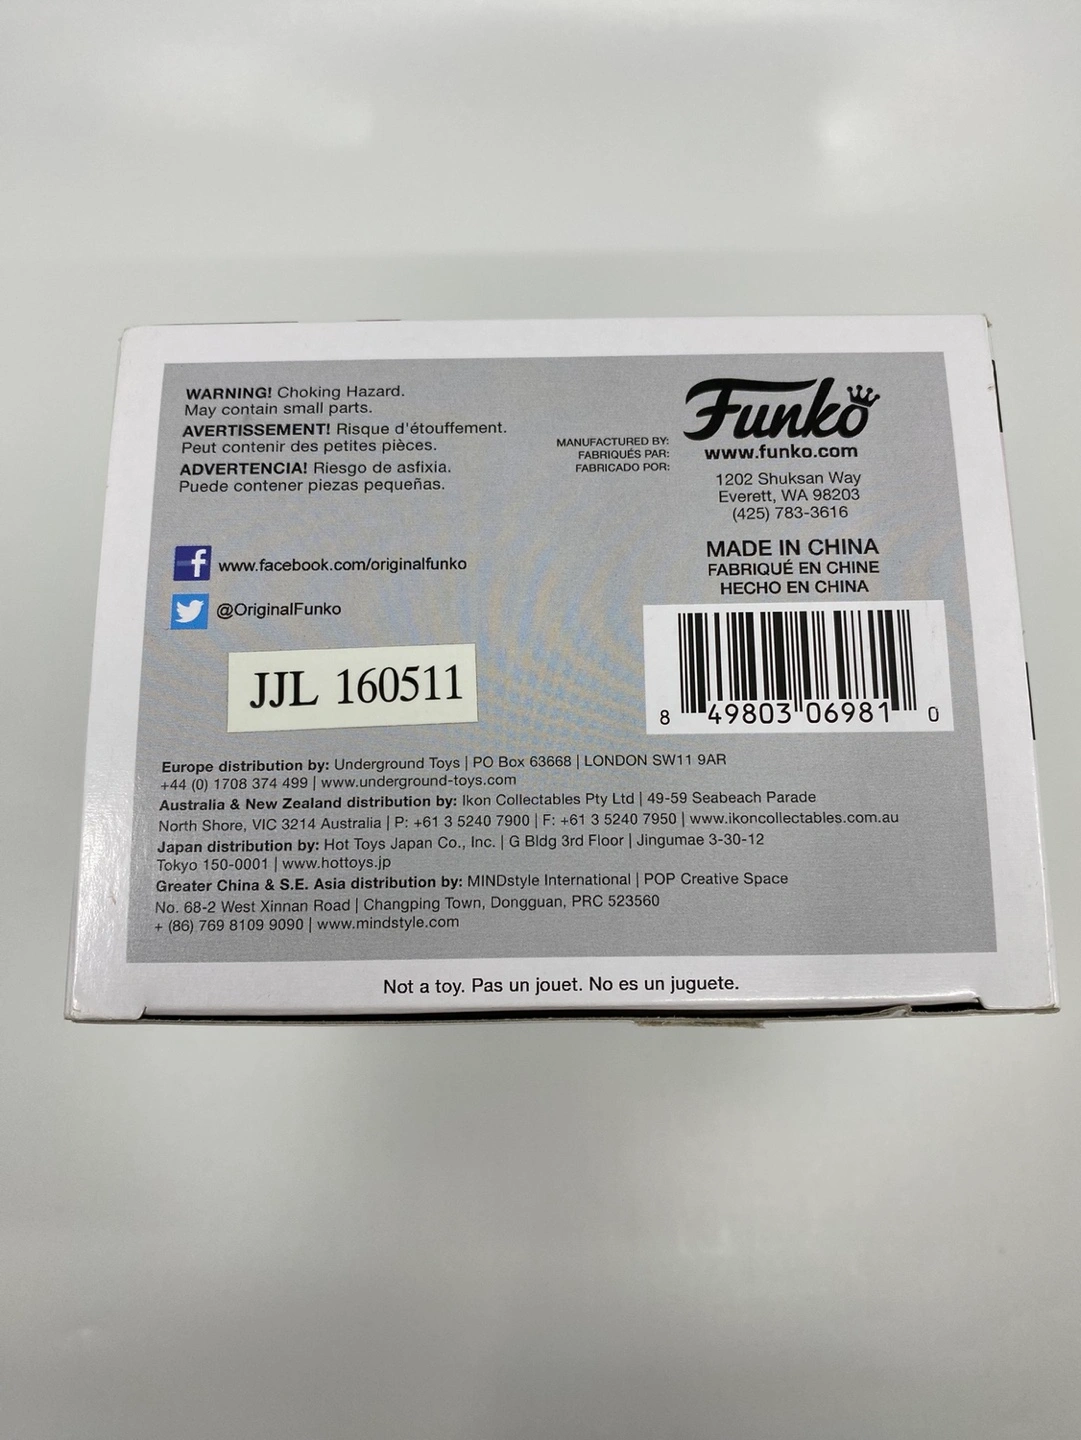 WARNING! Choking Hazard.
May contain small parts.
AVERTISSEMENT! Risque d'étouffement.
Peut contenir des petites pièces.
ADVERTENCIA! Riesgo de asfixia.
Puede contener piezas pequeñas.
MANUFACTURED BY:
FABRIQUÉS PAR:
FABRICADO POR:
Funko
www.funko.com
1202 Shuksan Way
Everett, WA 98203
(425) 783-3616
MADE IN CHINA
FABRIQUÉ EN CHINE
HECHO EN CHINA
f www.facebook.com/originalfunko
@OriginalFunko
JJL 160511
8 49803 06981 0
Europe distribution by: Underground Toys | PO Box 63668 | LONDON SW11 9AR
+44 (0) 1708 374 499 | www.underground-toys.com
Australia & New Zealand distribution by: Ikon Collectables Pty Ltd | 49-59 Seabeach Parade
North Shore, VIC 3214 Australia | P: +61 3 5240 7900 | F: +61 3 5240 7950 | www.ikoncollectables.com.au
Japan distribution by: Hot Toys Japan Co., Inc. | G Bldg 3rd Floor | Jingumae 3-30-12
Tokyo 150-0001 | www.hottoys.jp
Greater China & S.E. Asia distribution by: MINDstyle International | POP Creative Space
No. 68-2 West Xinnan Road | Changping Town, Dongguan, PRC 523560
+ (86) 769 8109 9090 | www.mindstyle.com
Not a toy. Pas un jouet. No es un juguete.